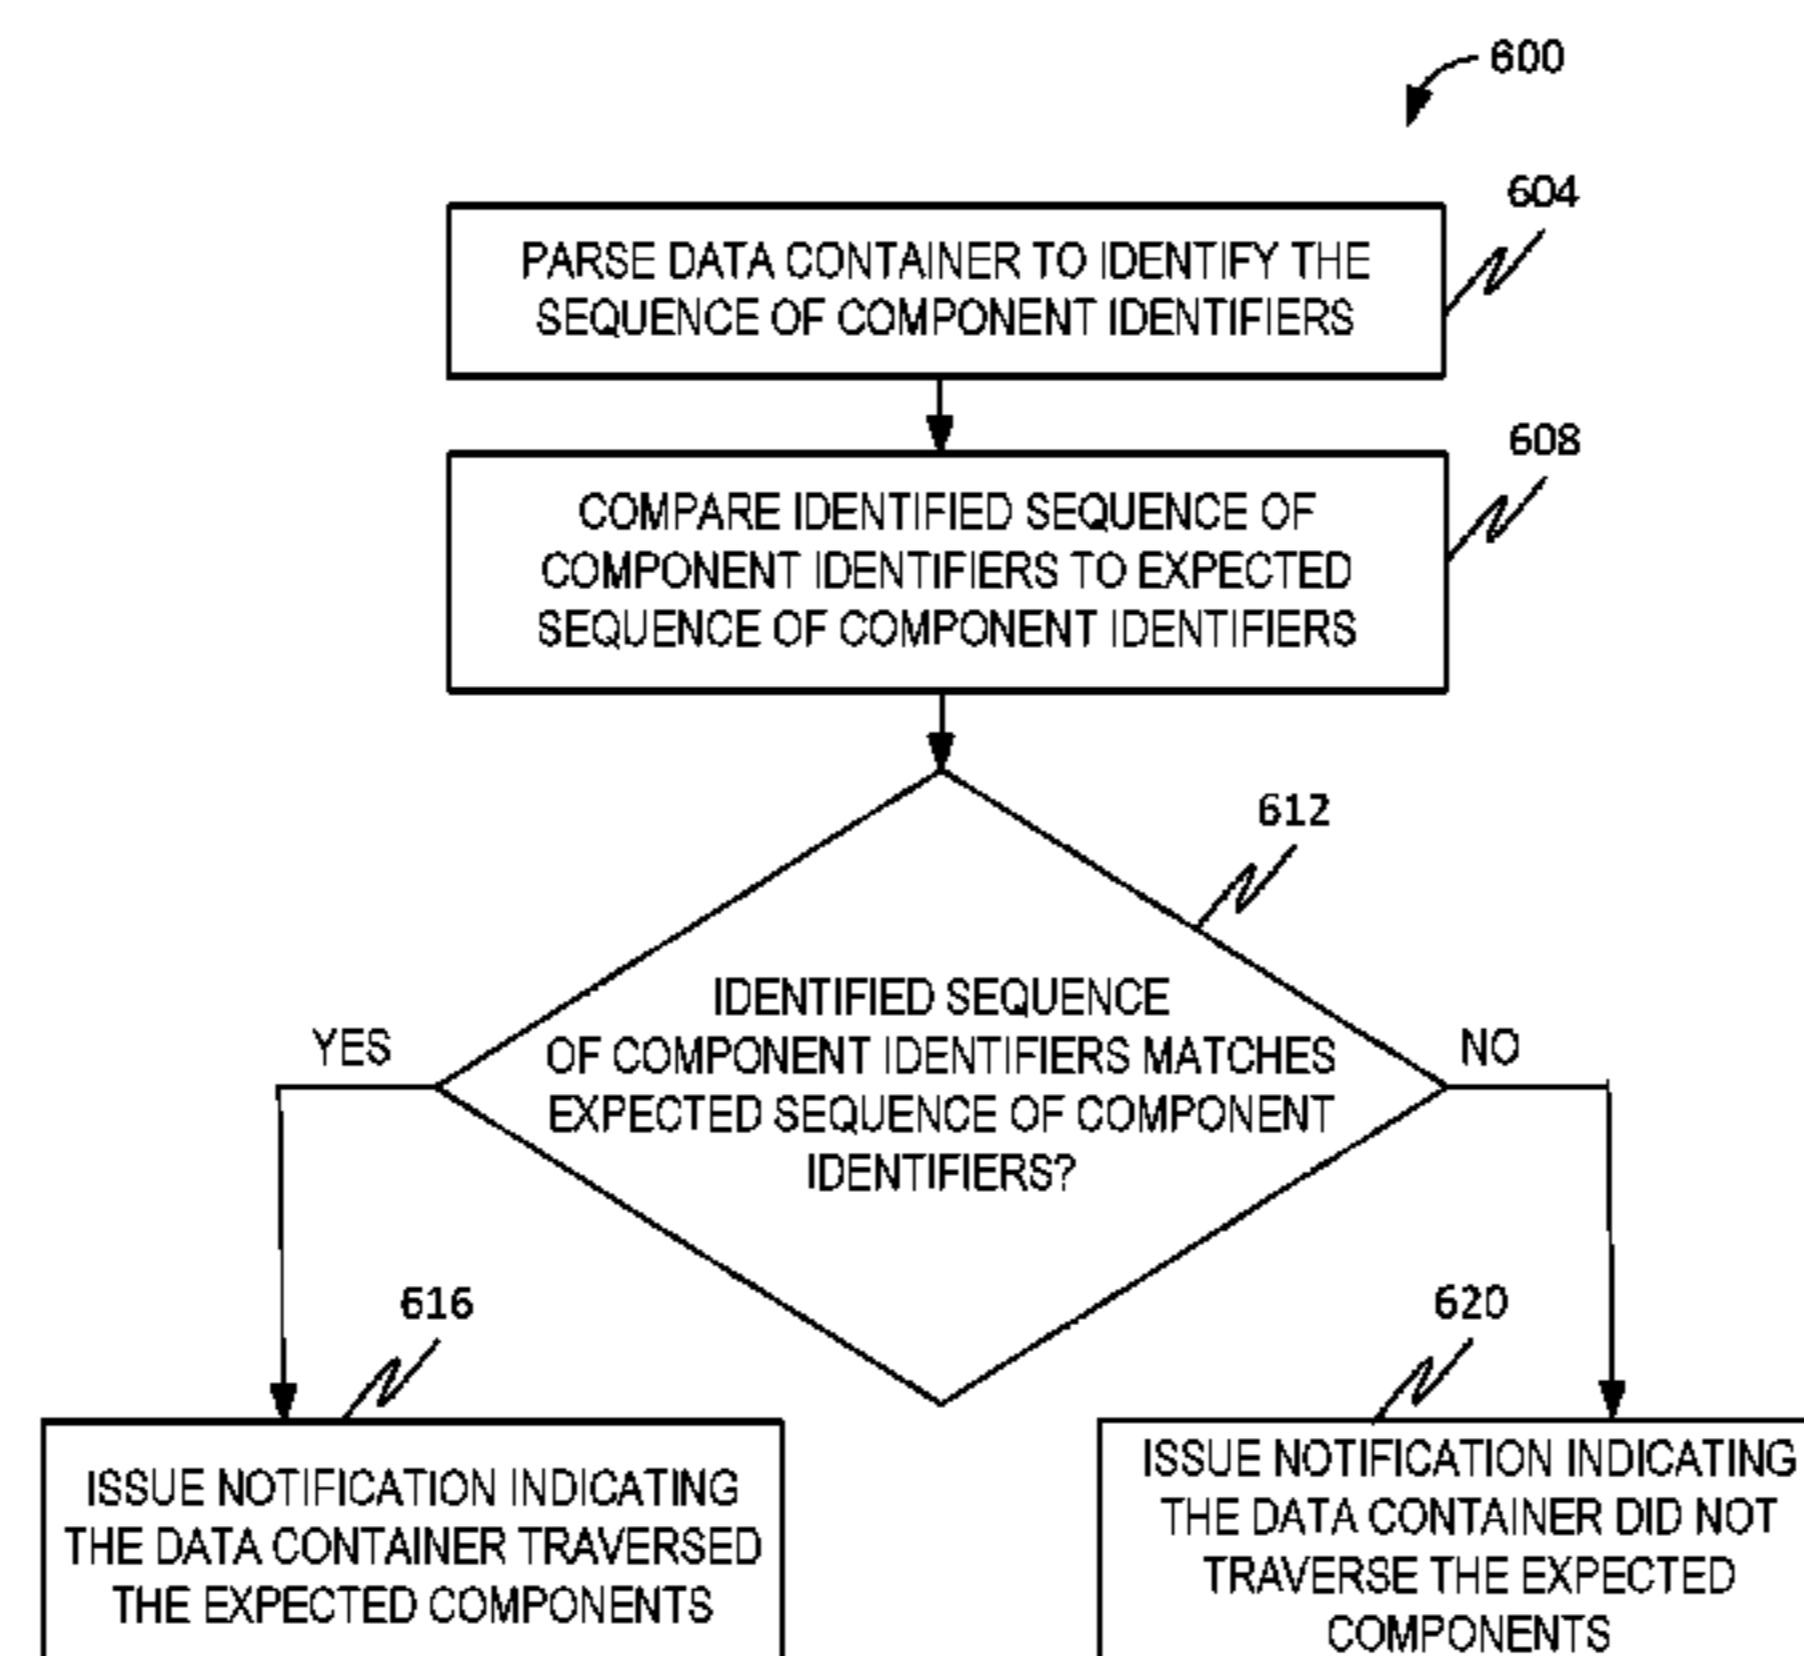 600
604
PARSE DATA CONTAINER TO IDENTIFY THE
SEQUENCE OF COMPONENT IDENTIFIERS
608
COMPARE IDENTIFIED SEQUENCE OF
COMPONENT IDENTIFIERS TO EXPECTED
SEQUENCE OF COMPONENT IDENTIFIERS
612
IDENTIFIED SEQUENCE
OF COMPONENT IDENTIFIERS MATCHES
EXPECTED SEQUENCE OF COMPONENT
IDENTIFIERS?
YES
NO
616
ISSUE NOTIFICATION INDICATING
THE DATA CONTAINER TRAVERSED
THE EXPECTED COMPONENTS
620
ISSUE NOTIFICATION INDICATING
THE DATA CONTAINER DID NOT
TRAVERSE THE EXPECTED
COMPONENTS